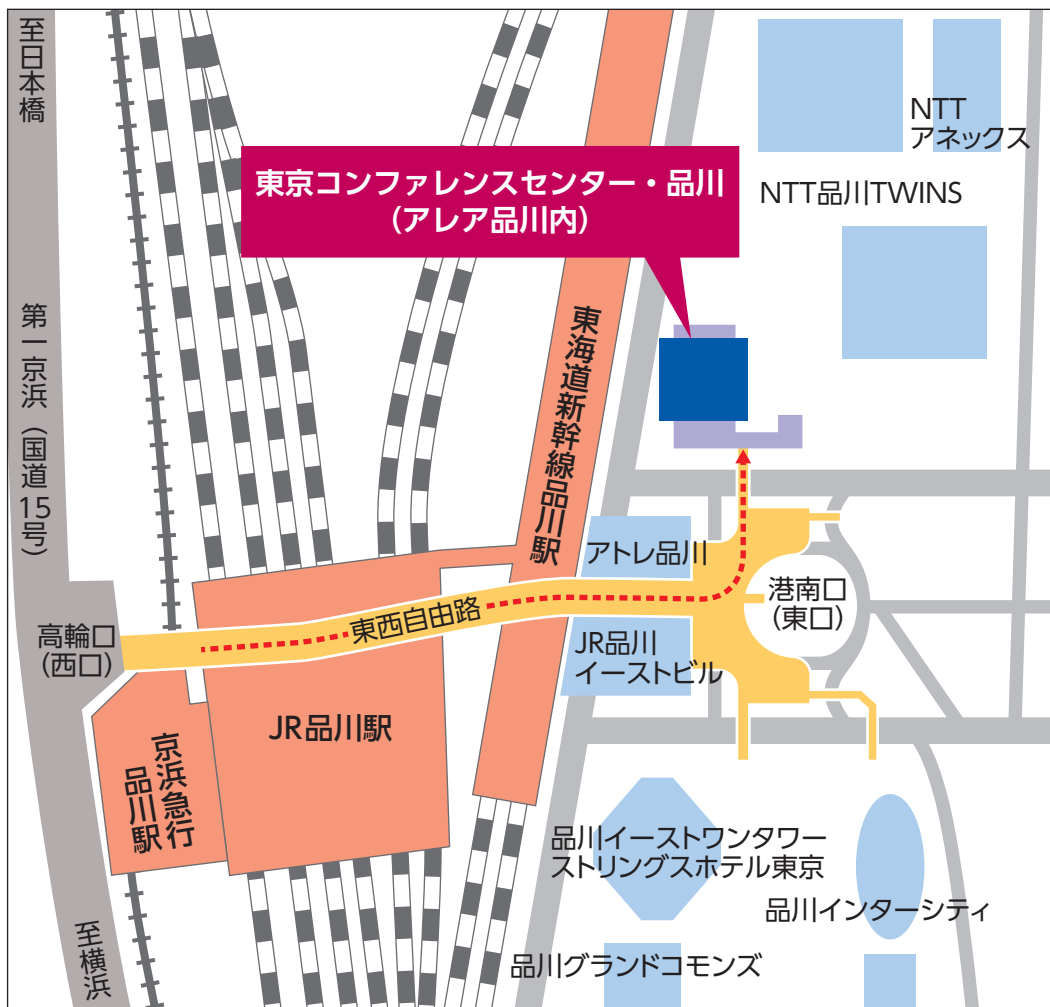 至日本橋
NTT
アネックス
東京コンファレンスセンター・品川
(アレア品川内)
NTT品川TWINS
第一京浜(国道15号)
東海道新幹線品川駅
アトレ品川
港南口
(東口)
東西自由路
高輪口
(西口)
JR品川
イーストビル
JR品川駅
京浜急行
品川駅
品川イーストワンタワー
ストリングスホテル東京
品川インターシティ
至横浜
品川グランドコモンズ